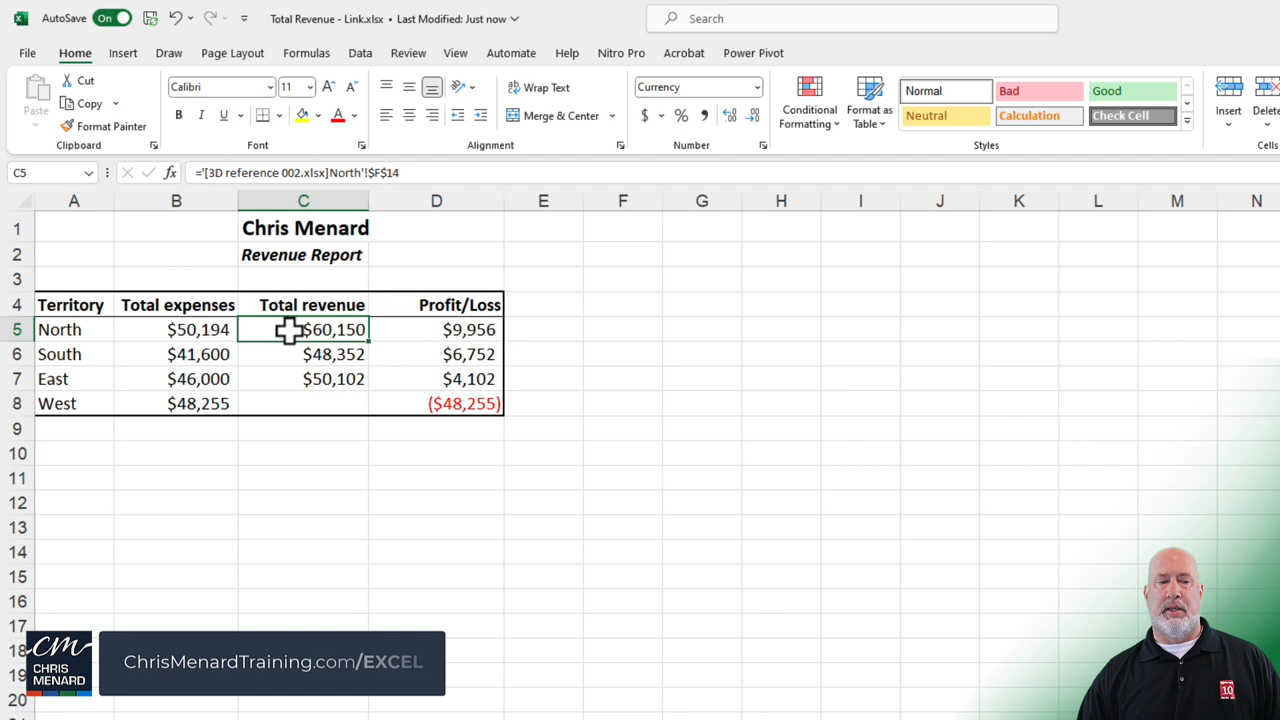 AutoSave On Total Revenue - Link.xlsx • Last Modified: Just now Search
File Home Insert Draw Page Layout Formulas Data Review View Automate Help Nitro Pro Acrobat Power Pivot
Paste Cut Copy Format Painter
Calibri 11
B I U A
Wrap Text
Merge & Center
Currency
$ % ,
Conditional Formatting Format as Table
Normal Bad Good
Neutral Calculation Check Cell
Insert
Clipboard Font Alignment Number Styles Cells
C5 fx ='[3D reference 002.xlsx]North'!$F$14
A B C D E F G H I J K L M N
1 Chris Menard
2 Revenue Report
3
4 Territory Total expenses Total revenue Profit/Loss
5 North $50,194 $60,150 $9,956
6 South $41,600 $48,352 $6,752
7 East $46,000 $50,102 $4,102
8 West $48,255 ($48,255)
9
10
11
12
13
14
15
16
17
18
19
20
cm
CHRIS
MENARD
ChrisMenardTraining.com/EXCEL
10